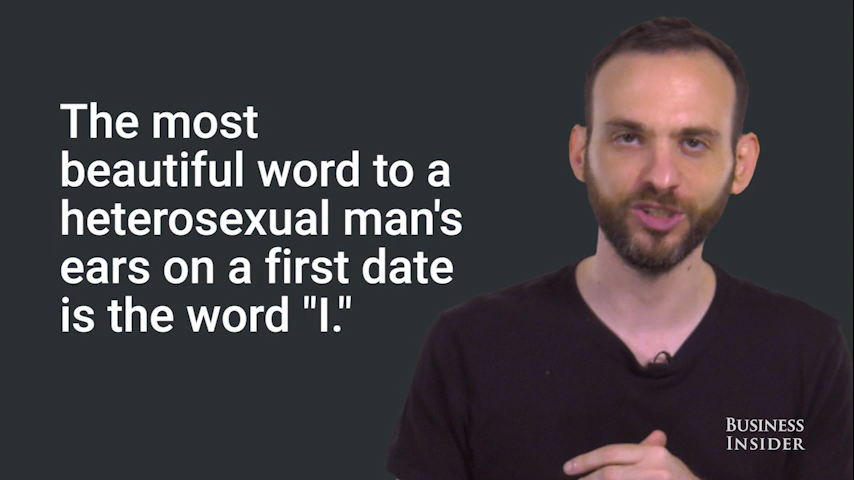 The most
beautiful word to a
heterosexual man's
ears on a first date
is the word "I."
BUSINESS
INSIDER